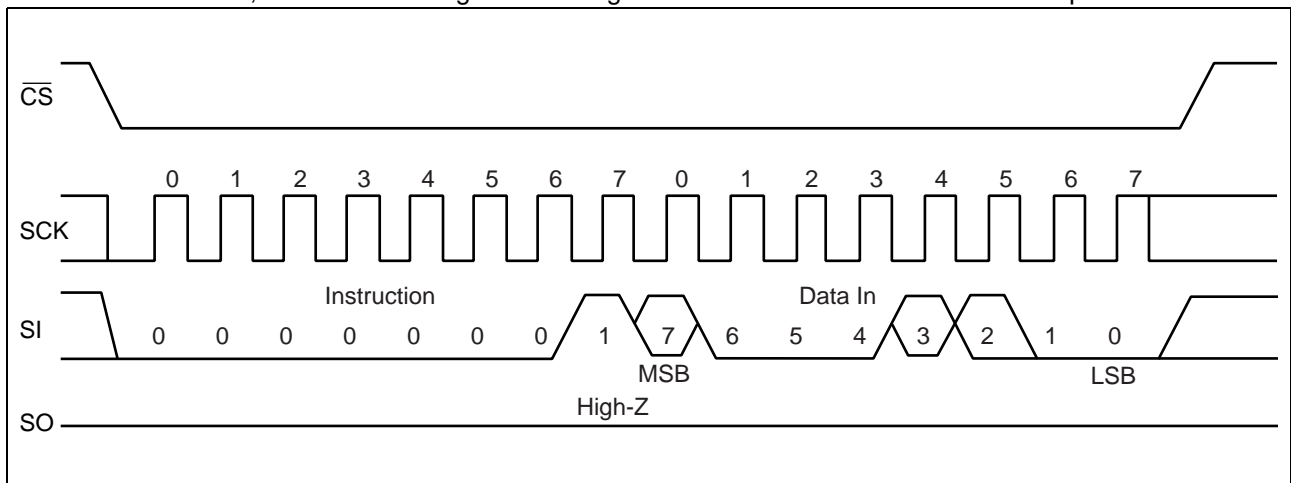 CS
0 1 2 3 4 5 6 7 0 1 2 3 4 5 6 7
SCK
Instruction Data In
SI 0 0 0 0 0 0 0 1 7 6 5 4 3 2 1 0
MSB LSB
High-Z
SO